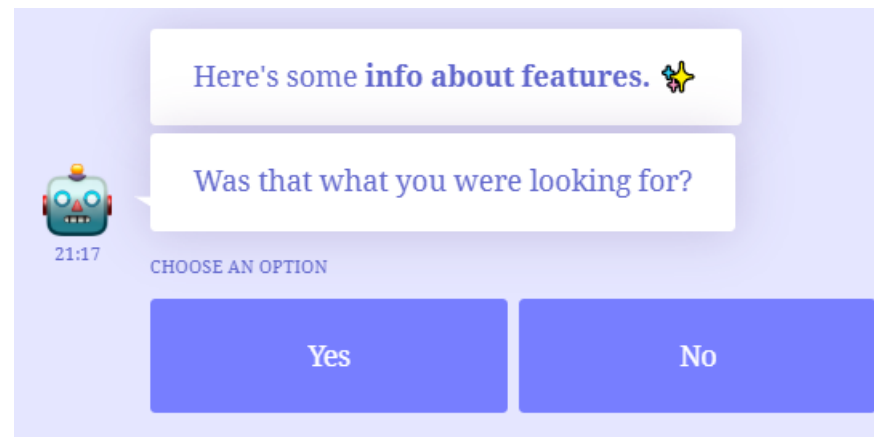 Here's some info about features. ✨
Was that what you were looking for?
21:17
CHOOSE AN OPTION
Yes
No